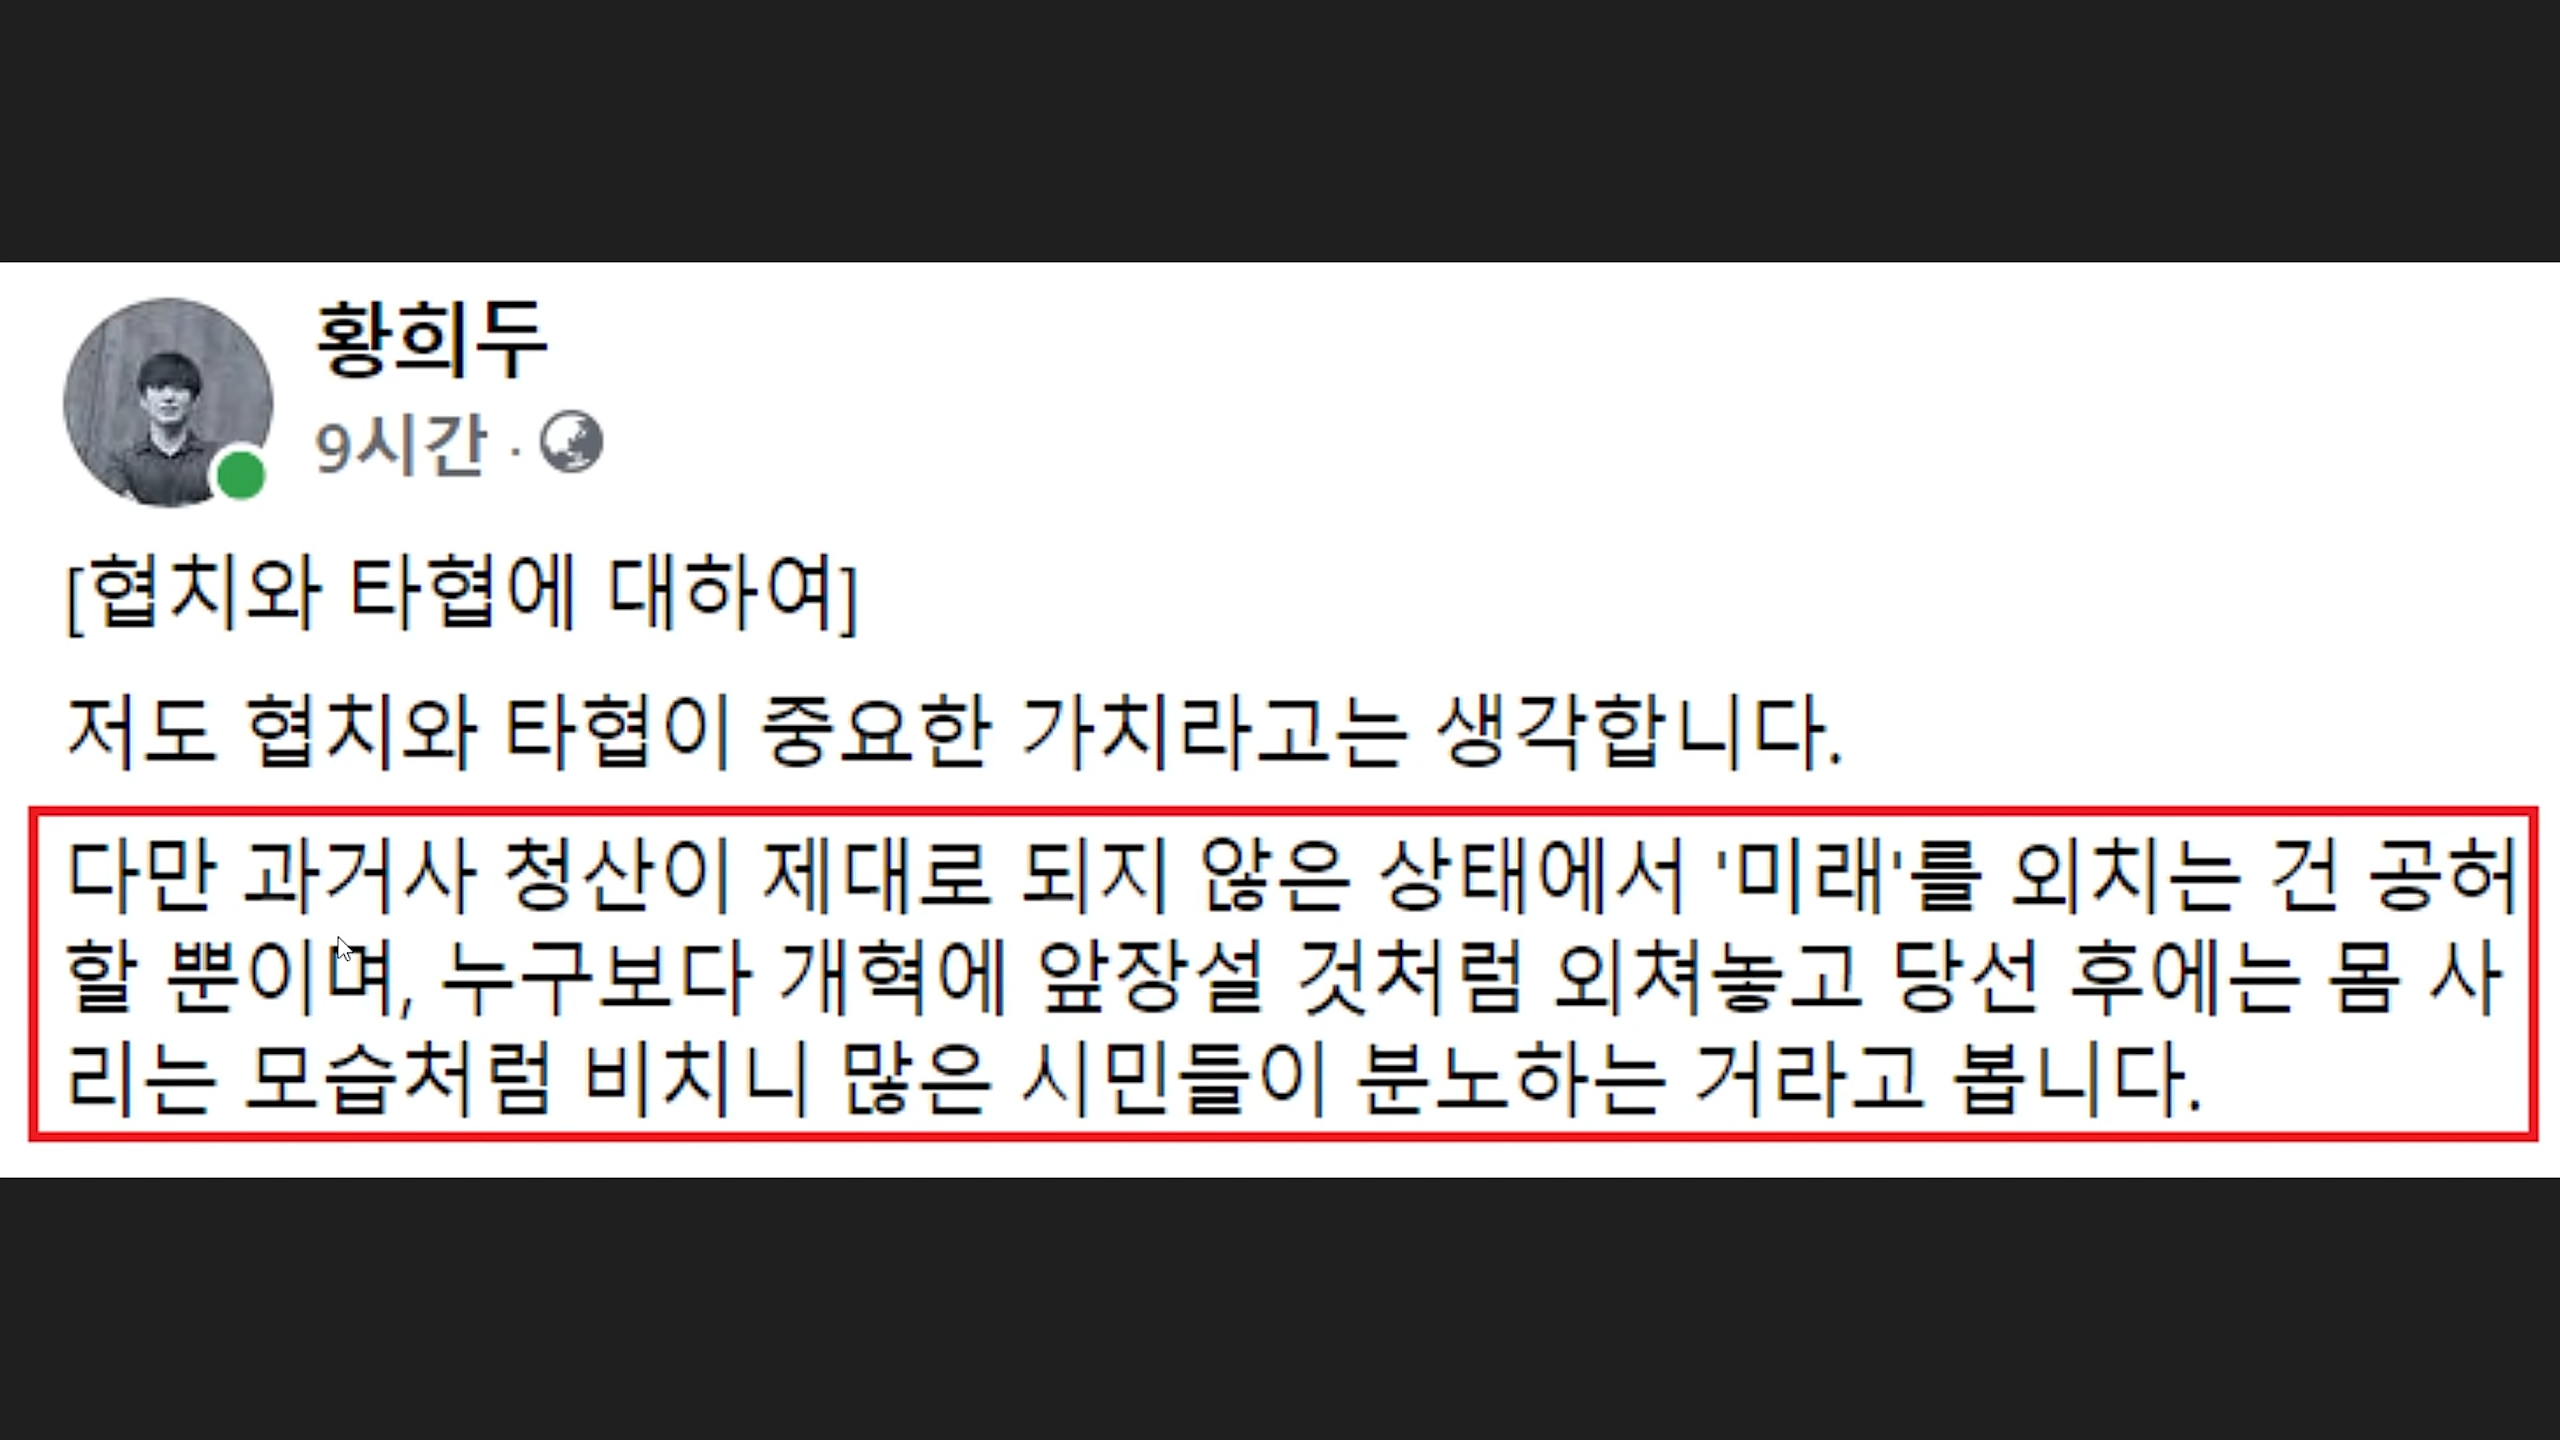 황희두
9시간 ·
[협치와 타협에 대하여]
저도 협치와 타협이 중요한 가치라고는 생각합니다.
다만 과거사 청산이 제대로 되지 않은 상태에서 '미래'를 외치는 건 공허
할 뿐이며, 누구보다 개혁에 앞장설 것처럼 외쳐놓고 당선 후에는 몸 사
리는 모습처럼 비치니 많은 시민들이 분노하는 거라고 봅니다.